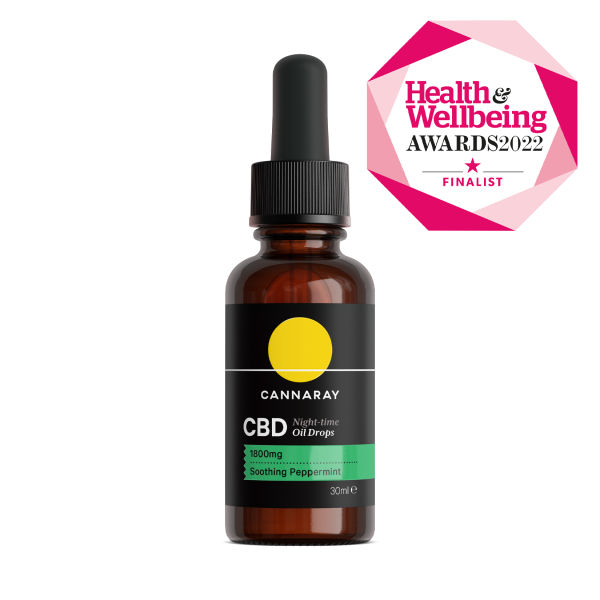 Health &
Wellbeing
AWARDS2022
FINALIST
CANNARAY
CBD Night-time
Oil Drops
1800mg
Soothing Peppermint
30ml ℮